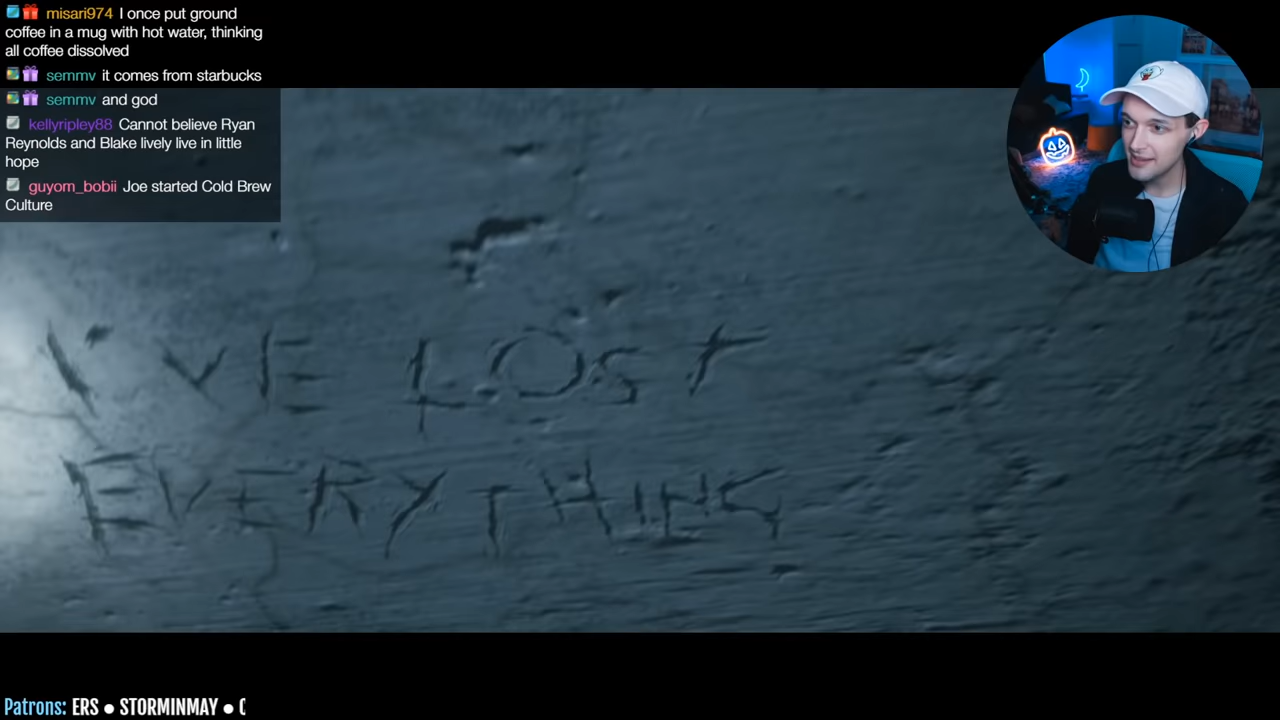 misari974 I once put ground
coffee in a mug with hot water, thinking
all coffee dissolved
semmv it comes from starbucks
semmv and god
kellyripley88 Cannot believe Ryan
Reynolds and Blake lively live in little
hope
guyom_bobii Joe started Cold Brew
Culture
I'VE LOST
EVERYTHING
Patrons: ERS ● STORMINMAY ●